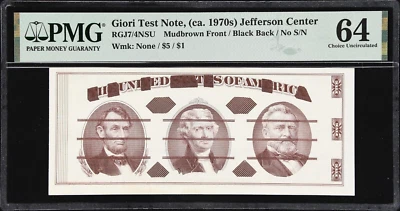 PMG
PAPER MONEY GUARANTY
Giori Test Note, (ca. 1970s) Jefferson Center
RGJ7/4NSU Mudbrown Front / Black Back / No S/N
Wmk: None / $5 / $1
64
Choice Uncirculated
THE UNITED STATES OF AMERICA